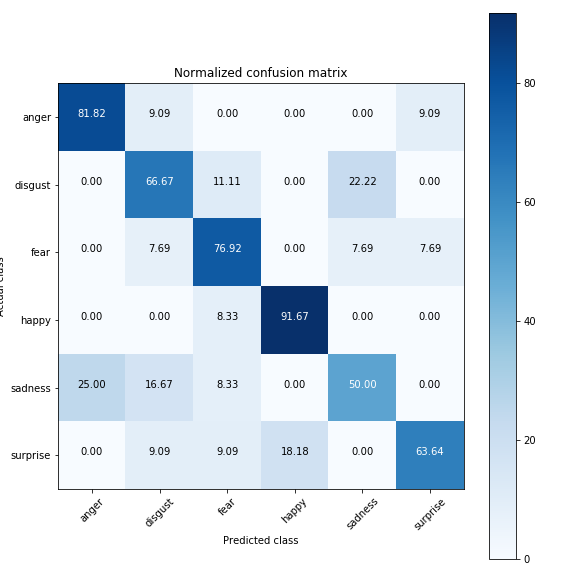 Normalized confusion matrix
anger 81.82 9.09 0.00 0.00 0.00 9.09
disgust 0.00 66.67 11.11 0.00 22.22 0.00
fear 0.00 7.69 76.92 0.00 7.69 7.69
happy 0.00 0.00 8.33 91.67 0.00 0.00
sadness 25.00 16.67 8.33 0.00 50.00 0.00
surprise 0.00 9.09 9.09 18.18 0.00 63.64
anger disgust fear happy sadness surprise
Predicted class
Actual class
80
60
40
20
0